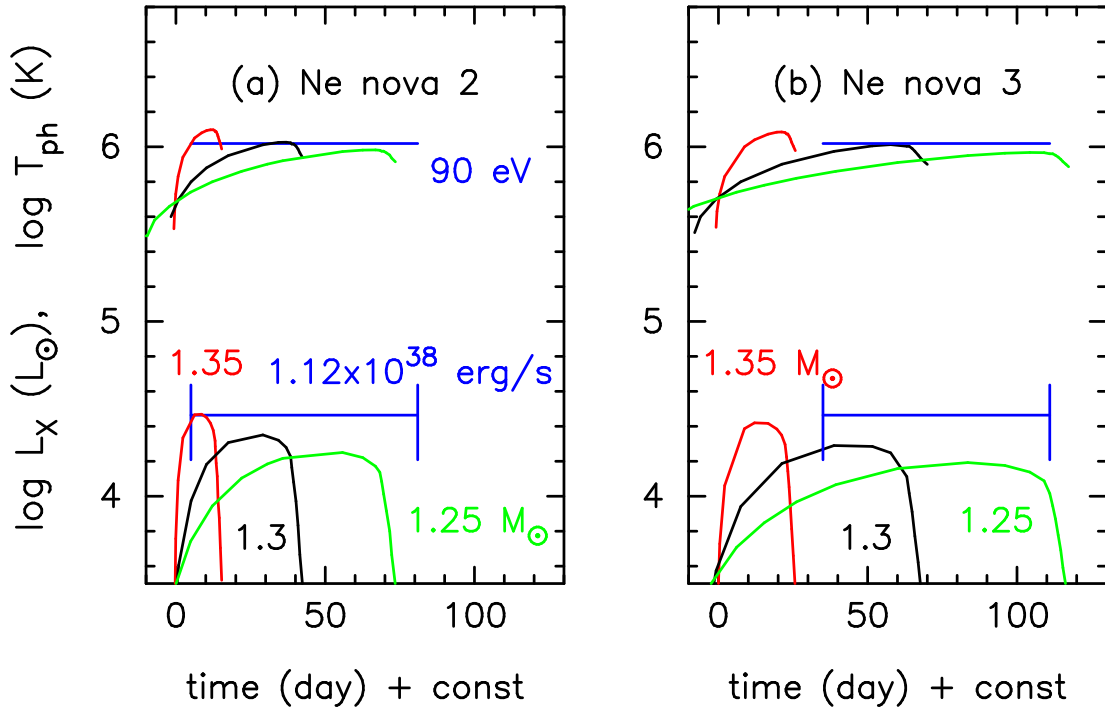 log L_X (L_⊙), log T_ph (K)
(a) Ne nova 2
(b) Ne nova 3
6
6
90 eV
5
5
1.35
1.12x10^38 erg/s
1.35 M_⊙
4
4
1.3
1.25 M_⊙
1.3
1.25
0 50 100
0 50 100
time (day) + const
time (day) + const